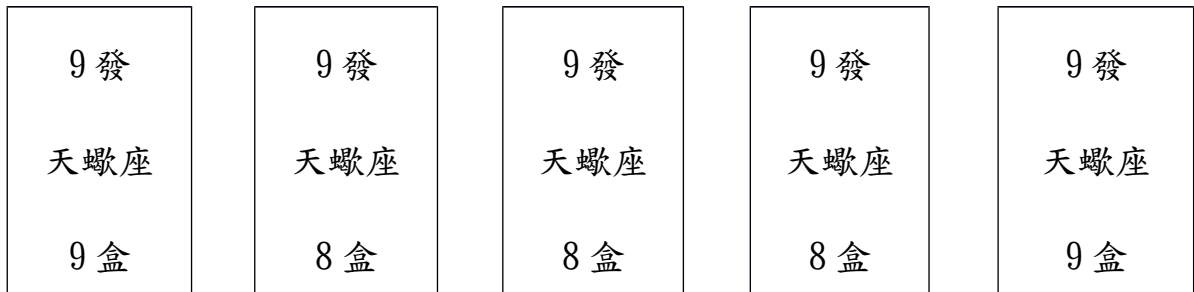 9 發 9 發 9 發 9 發 9 發
天蠍座 天蠍座 天蠍座 天蠍座 天蠍座
9 盒 8 盒 8 盒 8 盒 9 盒